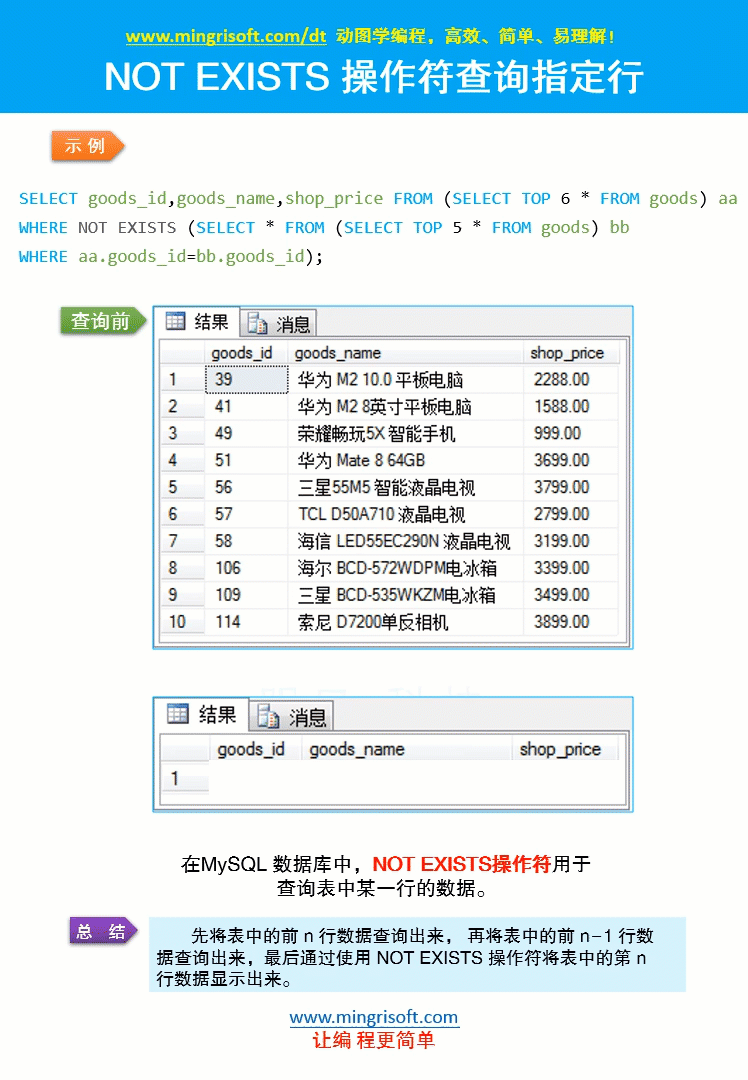 www.mingrisoft.com/dt 动图学编程，高效、简单、易理解！
NOT EXISTS 操作符查询指定行
示 例
SELECT goods_id,goods_name,shop_price FROM (SELECT TOP 6 * FROM goods) aa
WHERE NOT EXISTS (SELECT * FROM (SELECT TOP 5 * FROM goods) bb
WHERE aa.goods_id=bb.goods_id);
查询前
结果 消息
goods_id goods_name shop_price
1 39 华为 M2 10.0 平板电脑 2288.00
2 41 华为 M2 8英寸平板电脑 1588.00
3 49 荣耀畅玩5X 智能手机 999.00
4 51 华为 Mate 8 64GB 3699.00
5 56 三星55M5 智能液晶电视 3799.00
6 57 TCL D50A710 液晶电视 2799.00
7 58 海信 LED55EC290N 液晶电视 3199.00
8 106 海尔 BCD-572WDPM电冰箱 3399.00
9 109 三星 BCD-535WKZM电冰箱 3499.00
10 114 索尼 D7200单反相机 3899.00
结果 消息
goods_id goods_name shop_price
1
在MySQL 数据库中，NOT EXISTS操作符用于
查询表中某一行的数据。
总 结
先将表中的前 n 行数据查询出来， 再将表中的前 n-1 行数
据查询出来，最后通过使用 NOT EXISTS 操作符将表中的第 n
行数据显示出来。
www.mingrisoft.com
让编 程更简单